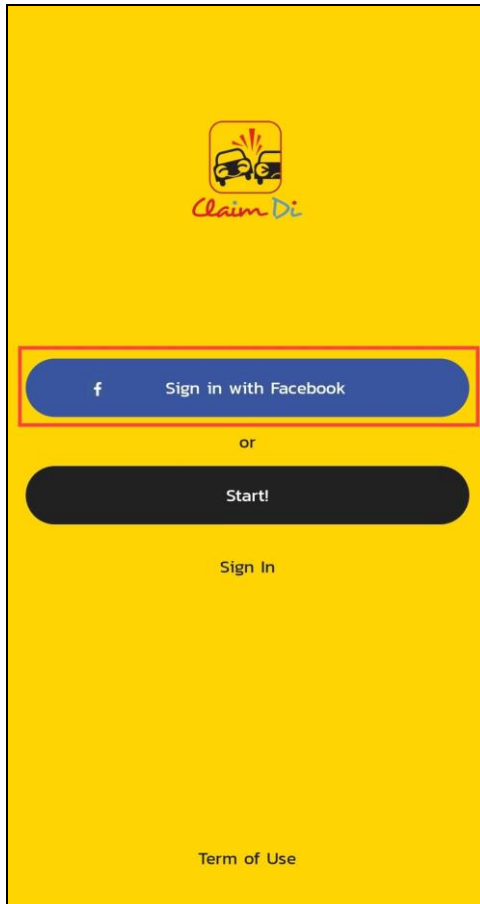 Claim Di
Sign in with Facebook
or
Start!
Sign In
Term of Use